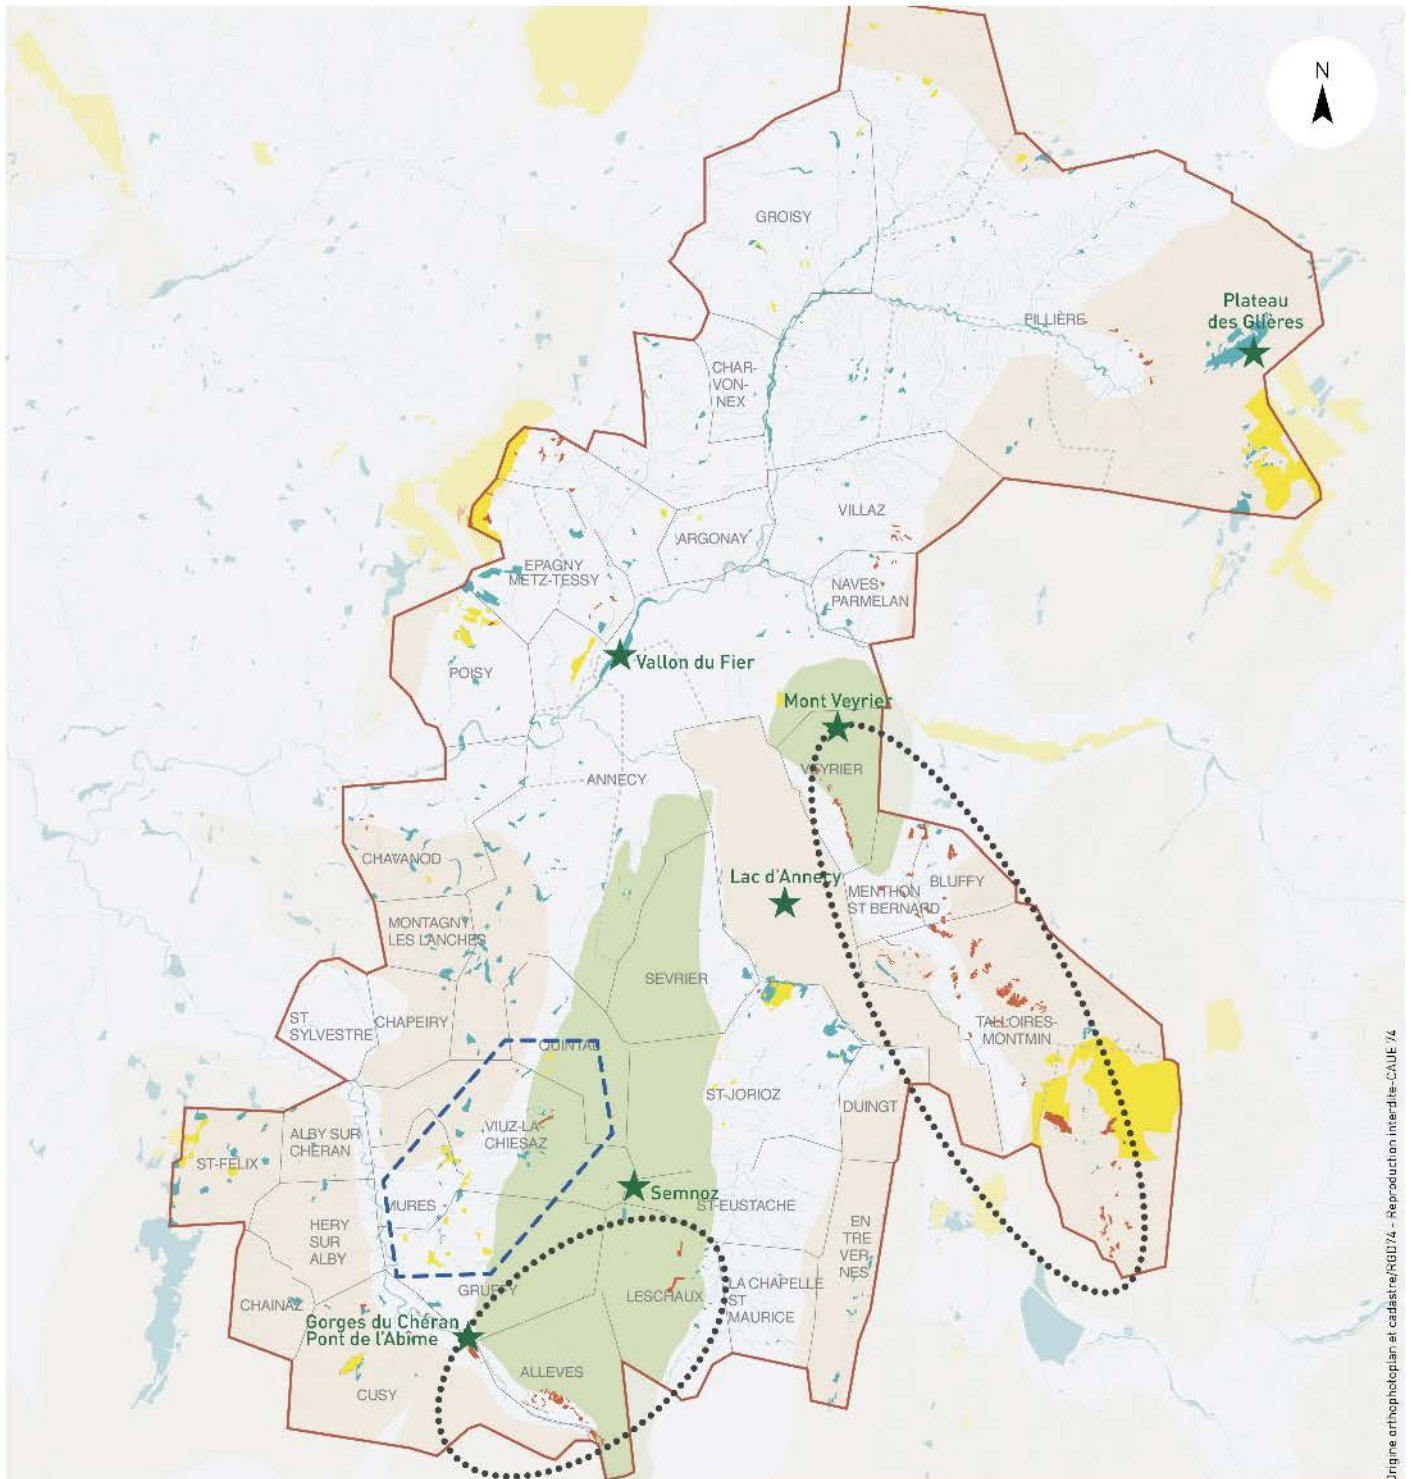 N
GROISY
Plateau
des Glières
FILLIÈRE
CHAR-
VON-
NEX
VILLAZ
ARGONAY
EPAGNY
METZ-TESSY
NAVES-
PARMELAN
Vallon du Fier
POISY
Mont Veyrier
VEYRIER
ANNECY
CHAVANOD
Lac d'Annecy
BLUFFY
MENTHON
ST BERNARD
MONTAGNY
LES LANCHES
SEVRIER
ST
SYLVESTRE
CHAPEIRY
TALLOIRES-
MONTMIN
QUINTAL
ST-JORIOZ
DUINGT
VIUZ-LA-
CHIESAZ
ALBY SUR
CHÉRAN
ST-FÉLIX
Semnoz
MURES
ST-EUSTACHE
HERY
SUR
ALBY
EN
TRE
VER-
NES
GRUFFY
LESCHAUX
LA CHAPELLE
ST
MAURICE
CHAINAZ
Gorges du Chéran
Pont de l'Abîme
ALLEVES
CUSY
Origine orthophotoplan et cadastre/RGD74 - Reproduction interdite-CAUE 74